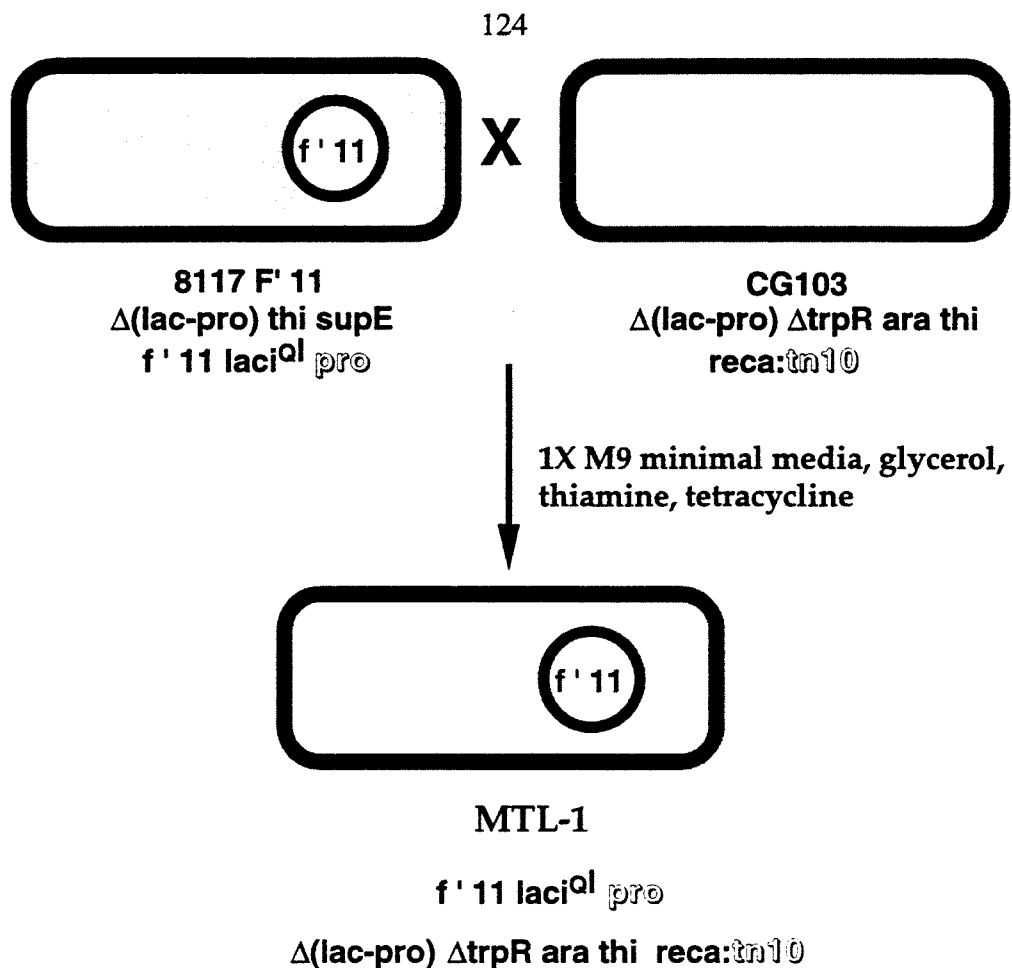 124
f ' 11
X
8117 F' 11
Δ(lac-pro) thi supE
f ' 11 laci^QI pro
CG103
Δ(lac-pro) ΔtrpR ara thi
reca:tn10
1X M9 minimal media, glycerol,
thiamine, tetracycline
f ' 11
MTL-1
f ' 11 laci^QI pro
Δ(lac-pro) ΔtrpR ara thi reca:tn10